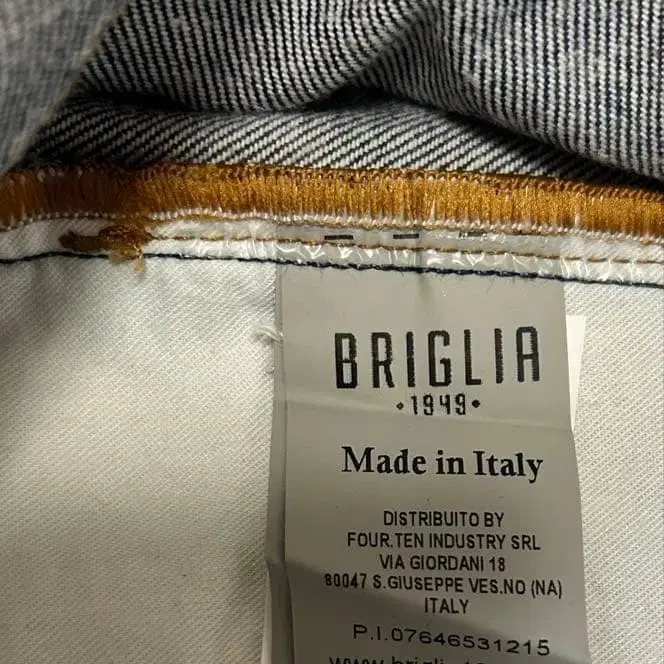 BRIGLIA
•1949•
Made in Italy
DISTRIBUITO BY
FOUR.TEN INDUSTRY SRL
VIA GIORDANI 18
80047 S.GIUSEPPE VES.NO (NA)
ITALY
P.I.07646531215